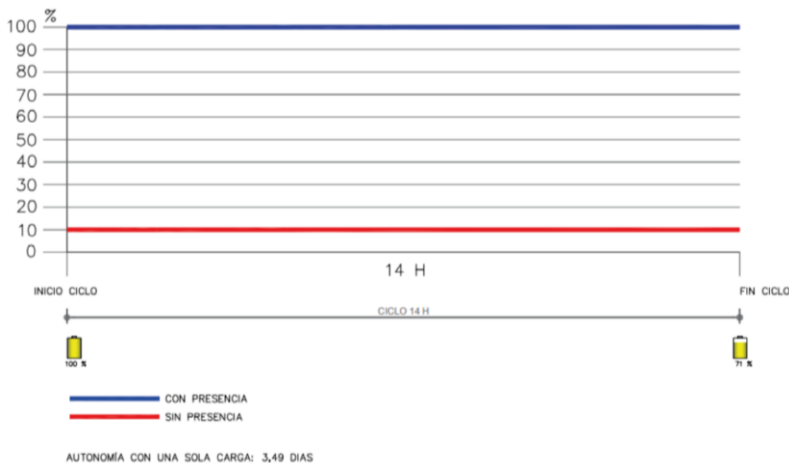 %
100
90
80
70
60
50
40
30
20
10
0
14 H
INICIO CICLO
FIN CICLO
CICLO 14 H
100 %
71 %
CON PRESENCIA
SIN PRESENCIA
AUTONOMÍA CON UNA SOLA CARGA: 3,49 DIAS